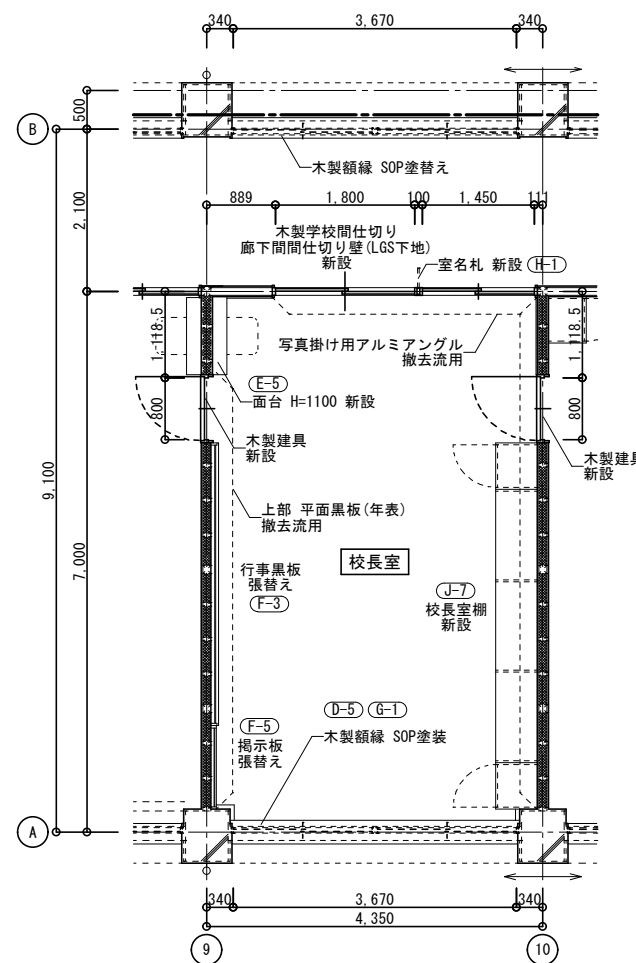 340 3,670 340
500
B
木製額縁 SOP塗替え
2,100
889 1,800 100 1,450 111
木製学校間仕切り
廊下間間仕切り壁(LGS下地)
新設
室名札 新設 H-1
1,118.5
1,118.5
写真掛け用アルミアングル
撤去流用
E-5
面台 H=1100 新設
800
800
木製建具
新設
木製建具
新設
9,100
7,000
上部 平面黒板(年表)
撤去流用
校長室
行事黒板
張替え
F-3
J-7
校長室棚
新設
D-5 G-1
木製額縁 SOP塗装
F-5
掲示板
張替え
A
340 3,670 340
4,350
9 10